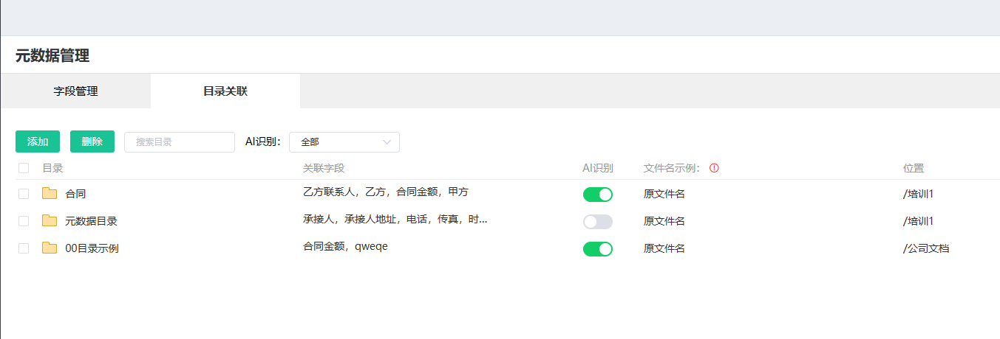 元数据管理
字段管理 目录关联
添加 删除 搜索目录 AI识别： 全部
目录 关联字段 AI识别 文件名示例： 位置
合同 乙方联系人，乙方，合同金额，甲方 原文件名 /培训1
元数据目录 承接人，承接人地址，电话，传真，时... 原文件名 /培训1
00目录示例 合同金额，qweqe 原文件名 /公司文档